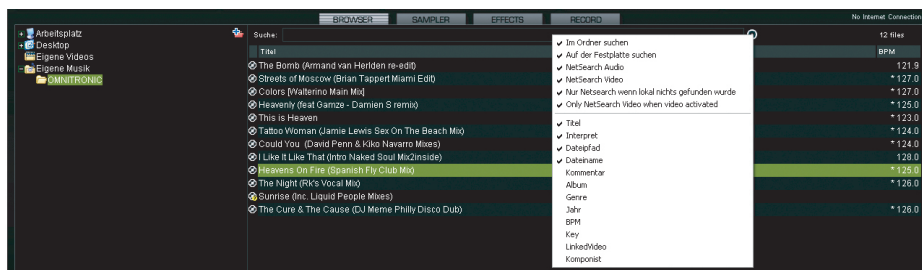 BROWSER SAMPLER EFFECTS RECORD
No Internet Connection
Arbeitsplatz
Desktop
Eigene Videos
Eigene Musik
OMNITRONIC
Suche:
12 files
Titel BPM
The Bomb (Armand van Herlden re-edit) 121.9
Streets of Moscow (Brian Tappert Miami Edit) * 127.0
Colors [Walterino Main Mix] * 127.0
Heavenly (feat Gamze - Damien S remix) * 125.0
This is Heaven * 123.0
Tattoo Woman (Jamie Lewis Sex On The Beach Mix) * 124.0
Could You (David Penn & Kiko Navarro Mixes) * 124.0
I Like It Like That (Intro Naked Soul Mix2inside) 128.0
Heavens On Fire (Spanish Fly Club Mix) * 125.0
The Night (Rk's Vocal Mix) * 126.0
Sunrise (Inc. Liquid People Mixes)
The Cure & The Cause (DJ Meme Philly Disco Dub) * 126.0
Im Ordner suchen
Auf der Festplatte suchen
NetSearch Audio
NetSearch Video
Nur Netsearch wenn lokal nichts gefunden wurde
Only NetSearch Video when video activated
Titel
Interpret
Dateipfad
Dateiname
Kommentar
Album
Genre
Jahr
BPM
Key
LinkedVideo
Komponist